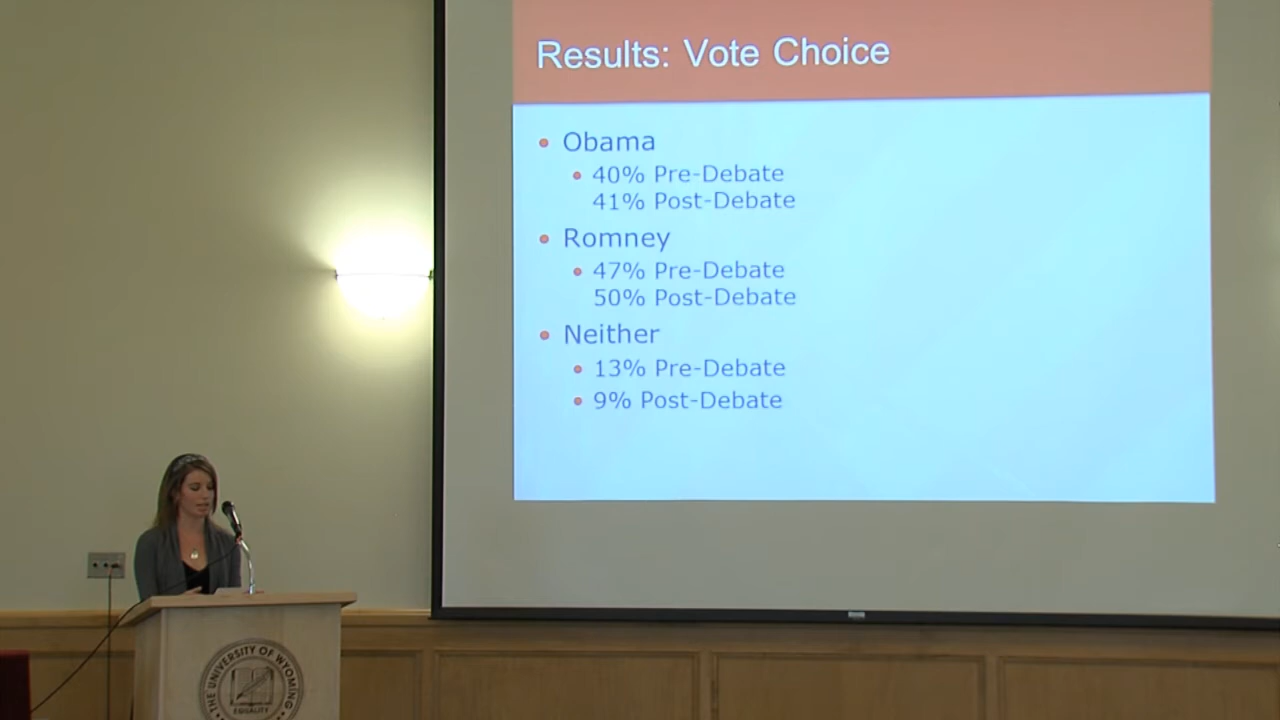 Results: Vote Choice
Obama
40% Pre-Debate
41% Post-Debate
Romney
47% Pre-Debate
50% Post-Debate
Neither
13% Pre-Debate
9% Post-Debate
THE UNIVERSITY OF WYOMING
EQUALITY